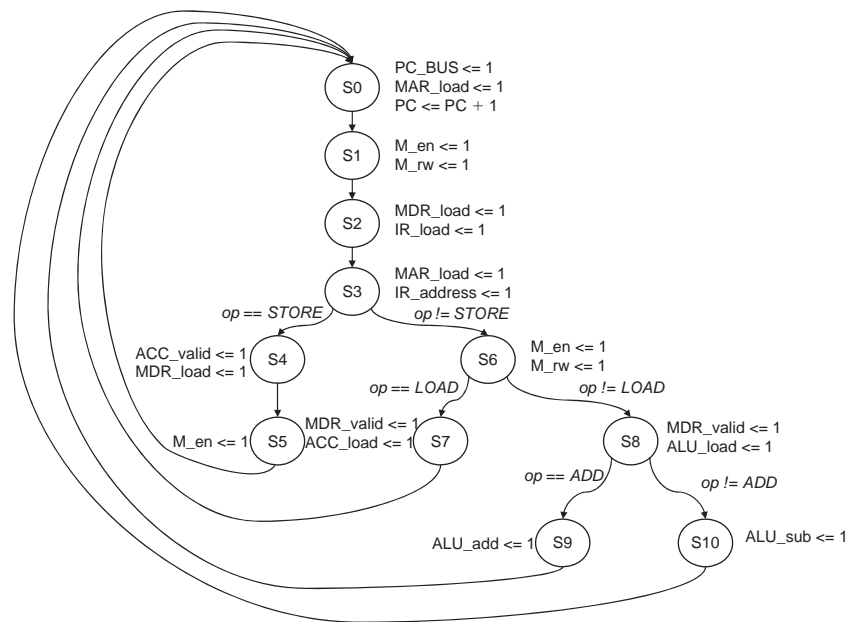 S0
PC_BUS <= 1
MAR_load <= 1
PC <= PC + 1
S1
M_en <= 1
M_rw <= 1
S2
MDR_load <= 1
IR_load <= 1
S3
MAR_load <= 1
IR_address <= 1
op == STORE
op != STORE
ACC_valid <= 1
MDR_load <= 1
S4
S6
M_en <= 1
M_rw <= 1
op == LOAD
op != LOAD
M_en <= 1
S5
MDR_valid <= 1
ACC_load <= 1
S7
S8
MDR_valid <= 1
ALU_load <= 1
op == ADD
op != ADD
ALU_add <= 1
S9
S10
ALU_sub <= 1